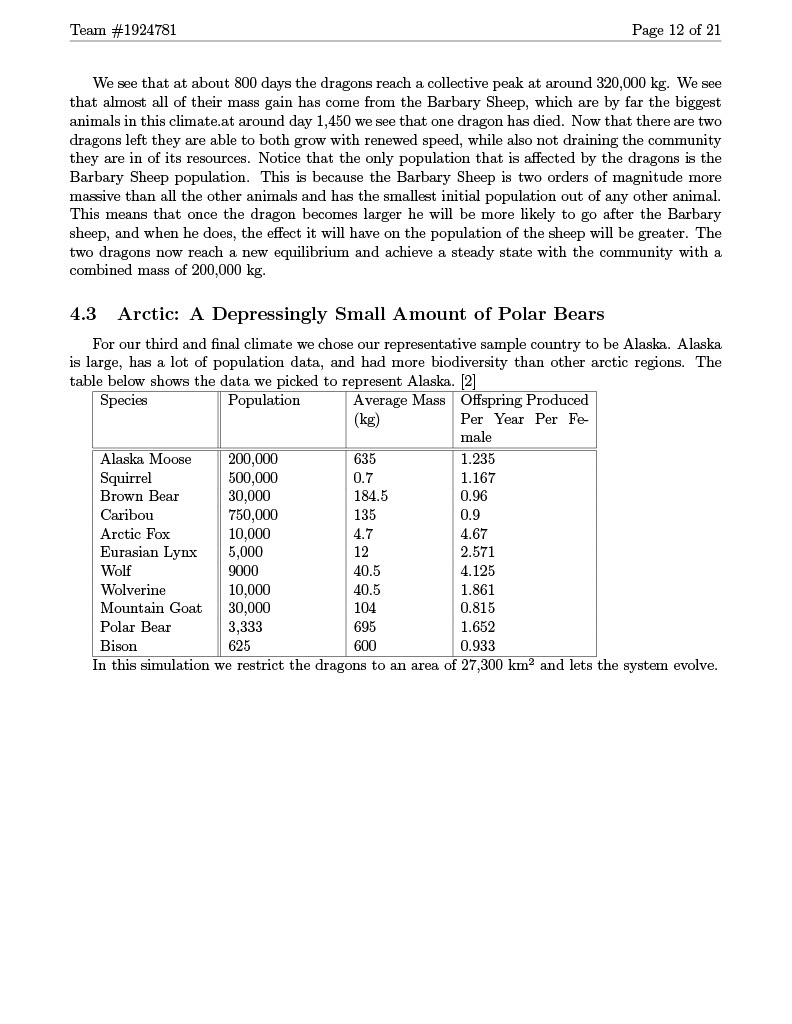 Team #1924781 Page 12 of 21
We see that at about 800 days the dragons reach a collective peak at around 320,000 kg. We see
that almost all of their mass gain has come from the Barbary Sheep, which are by far the biggest
animals in this climate.at around day 1,450 we see that one dragon has died. Now that there are two
dragons left they are able to both grow with renewed speed, while also not draining the community
they are in of its resources. Notice that the only population that is affected by the dragons is the
Barbary Sheep population. This is because the Barbary Sheep is two orders of magnitude more
massive than all the other animals and has the smallest initial population out of any other animal.
This means that once the dragon becomes larger he will be more likely to go after the Barbary
sheep, and when he does, the effect it will have on the population of the sheep will be greater. The
two dragons now reach a new equilibrium and achieve a steady state with the community with a
combined mass of 200,000 kg.
4.3 Arctic: A Depressingly Small Amount of Polar Bears
For our third and final climate we chose our representative sample country to be Alaska. Alaska
is large, has a lot of population data, and had more biodiversity than other arctic regions. The
table below shows the data we picked to represent Alaska. [2]
Species Population Average Mass Offspring Produced
(kg) Per Year Per Fe-
male
Alaska Moose 200,000 635 1.235
Squirrel 500,000 0.7 1.167
Brown Bear 30,000 184.5 0.96
Caribou 750,000 135 0.9
Arctic Fox 10,000 4.7 4.67
Eurasian Lynx 5,000 12 2.571
Wolf 9000 40.5 4.125
Wolverine 10,000 40.5 1.861
Mountain Goat 30,000 104 0.815
Polar Bear 3,333 695 1.652
Bison 625 600 0.933
In this simulation we restrict the dragons to an area of 27,300 km² and lets the system evolve.